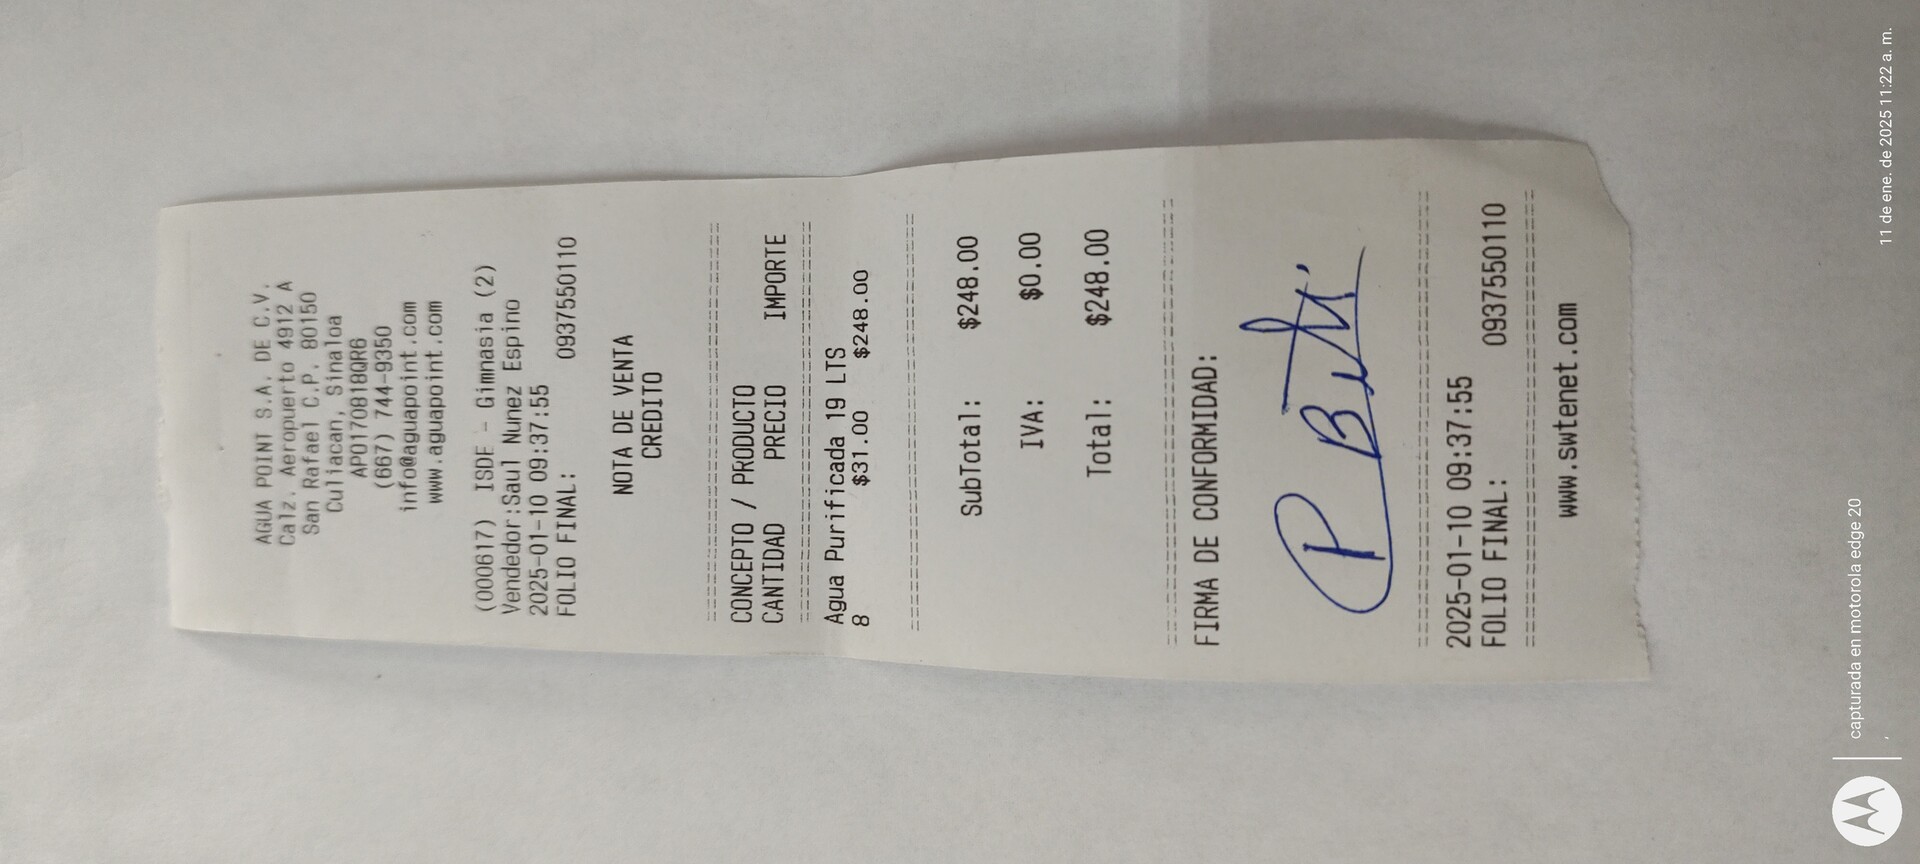 AGUA POINT S.A. DE C.V.
Calz. Aeropuerto 4912 A
San Rafael C.P. 80150
Culiacan, Sinaloa
APO170818QR6
(667) 744-9350
info@aguapoint.com
www.aguapoint.com
(000617) ISDE - Gimnasia (2)
Vendedor:Saul Nunez Espino
2025-01-10 09:37:55
FOLIO FINAL: 0937550110
NOTA DE VENTA
CREDITO
CONCEPTO / PRODUCTO
CANTIDAD PRECIO IMPORTE
Agua Purificada 19 LTS
8 $31.00 $248.00
SubTotal: $248.00
IVA: $0.00
Total: $248.00
FIRMA DE CONFORMIDAD:
2025-01-10 09:37:55
FOLIO FINAL: 0937550110
www.swtenet.com
capturada en motorola edge 20
11 de ene. de 2025 11:22 a. m.